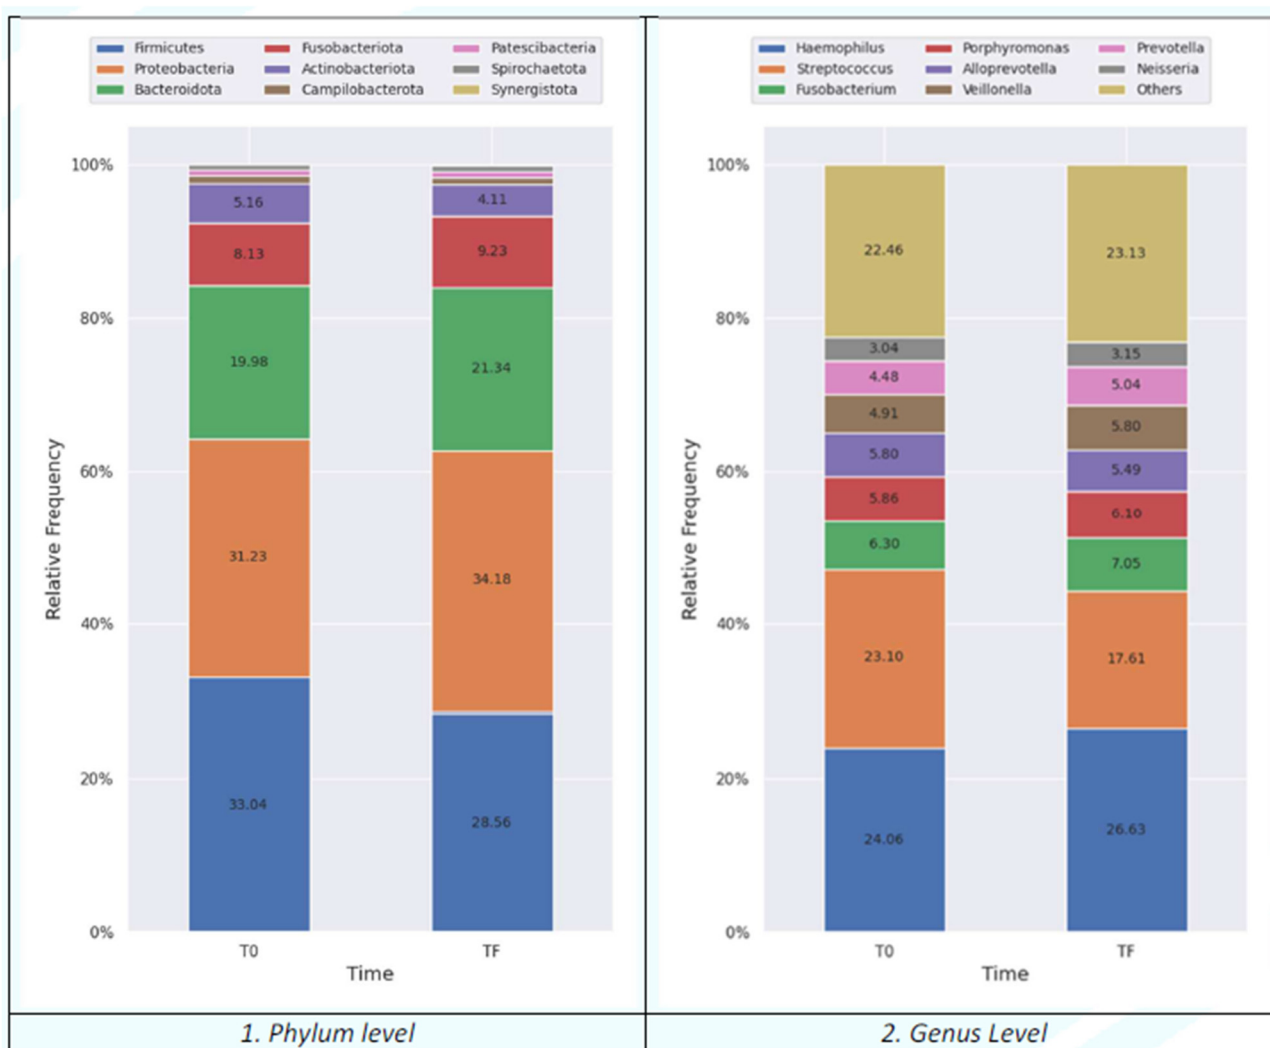 Firmicutes Fusobacteriota Patescibacteria
Proteobacteria Actinobacteriota Spirochaetota
Bacteroidota Campilobacterota Synergistota
100%
80%
60%
40%
20%
0%
Relative Frequency
5.16
8.13
19.98
31.23
33.04
4.11
9.23
21.34
34.18
28.56
T0 TF
Time
1. Phylum level
Haemophilus Porphyromonas Prevotella
Streptococcus Alloprevotella Neisseria
Fusobacterium Veillonella Others
100%
80%
60%
40%
20%
0%
Relative Frequency
22.46
3.04
4.48
4.91
5.80
5.86
6.30
23.10
24.06
23.13
3.15
5.04
5.80
5.49
6.10
7.05
17.61
26.63
T0 TF
Time
2. Genus Level